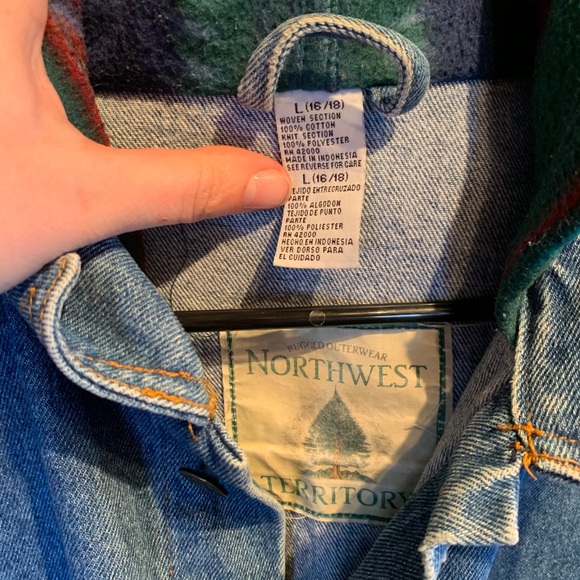 L (16/18)
WOVEN SECTION
100% COTTON
KNIT SECTION
100% POLYESTER
RN 42000
MADE IN INDONESIA
SEE REVERSE FOR CARE
L (16/18)
TEJIDO ENTRECRUZADO
PARTE
100% ALGODON
TEJIDO DE PUNTO
PARTE
100% POLIESTER
RN 42000
HECHO EN INDONESIA
VER DORSO PARA
EL CUIDADO
RUGGED OUTERWEAR
NORTHWEST
TERRITORY